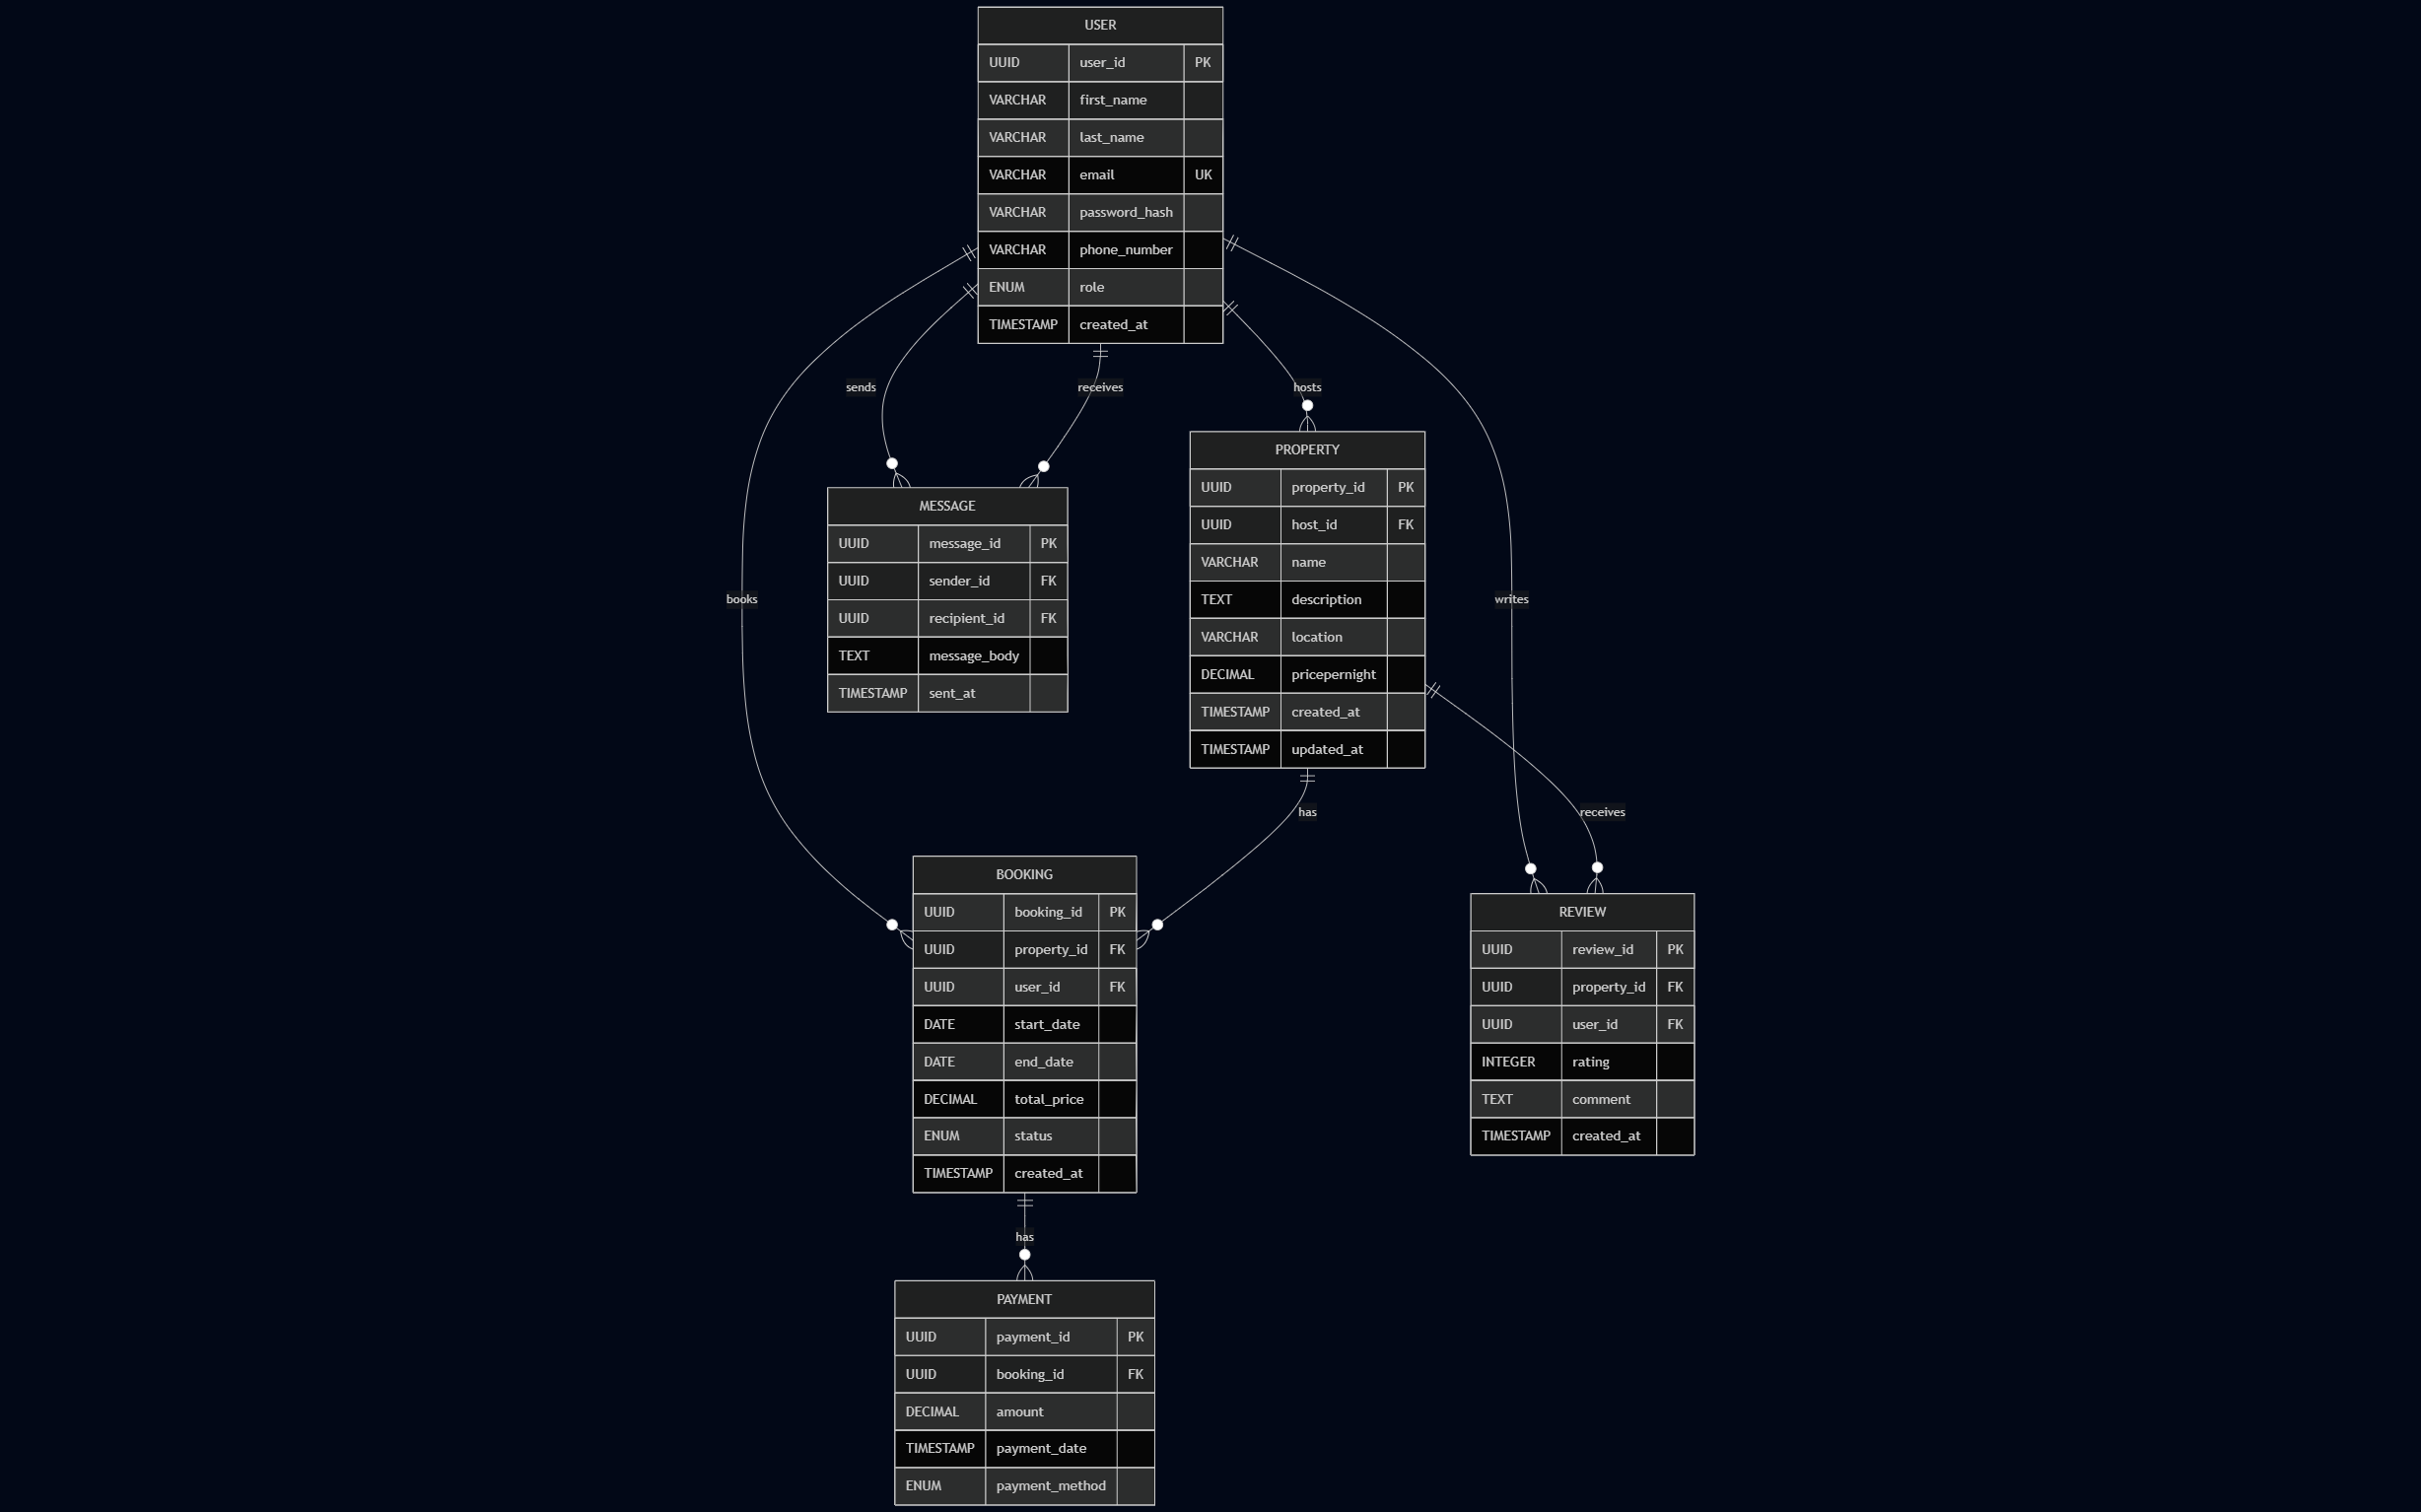 USER
UUID user_id PK
VARCHAR first_name
VARCHAR last_name
VARCHAR email UK
VARCHAR password_hash
VARCHAR phone_number
ENUM role
TIMESTAMP created_at
sends
receives
hosts
PROPERTY
UUID property_id PK
UUID host_id FK
VARCHAR name
TEXT description
VARCHAR location
DECIMAL pricepernight
TIMESTAMP created_at
TIMESTAMP updated_at
MESSAGE
UUID message_id PK
UUID sender_id FK
UUID recipient_id FK
TEXT message_body
TIMESTAMP sent_at
books
writes
has
receives
BOOKING
UUID booking_id PK
UUID property_id FK
UUID user_id FK
DATE start_date
DATE end_date
DECIMAL total_price
ENUM status
TIMESTAMP created_at
REVIEW
UUID review_id PK
UUID property_id FK
UUID user_id FK
INTEGER rating
TEXT comment
TIMESTAMP created_at
has
PAYMENT
UUID payment_id PK
UUID booking_id FK
DECIMAL amount
TIMESTAMP payment_date
ENUM payment_method